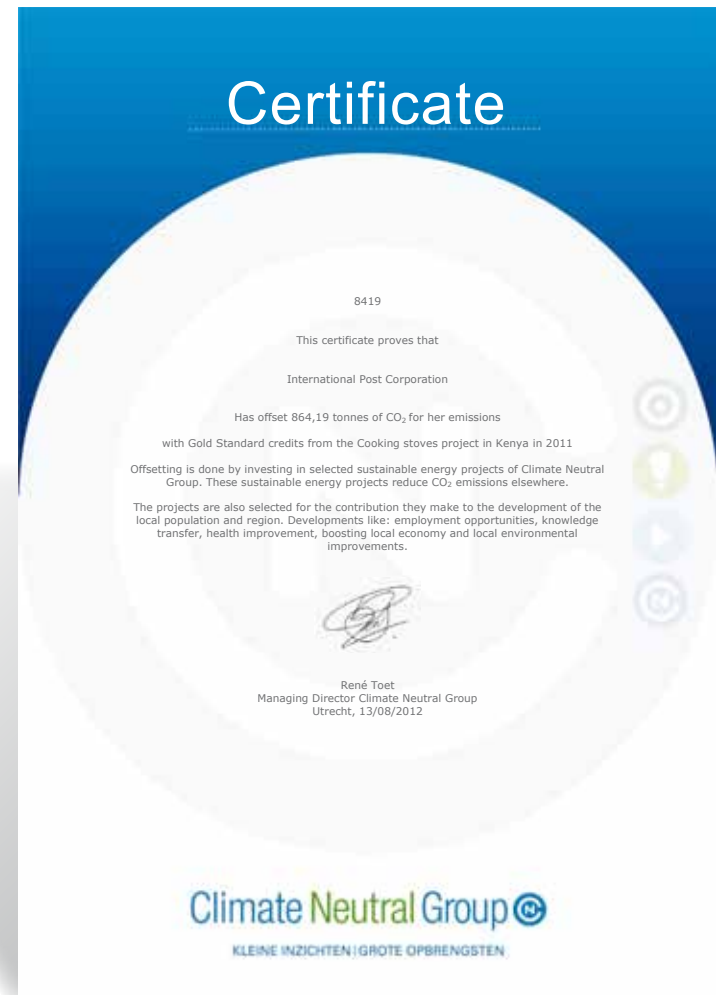 Certificate
8419
This certificate proves that
International Post Corporation
Has offset 864,19 tonnes of CO₂ for her emissions
with Gold Standard credits from the Cooking stoves project in Kenya in 2011
Offsetting is done by investing in selected sustainable energy projects of Climate Neutral
Group. These sustainable energy projects reduce CO₂ emissions elsewhere.
The projects are also selected for the contribution they make to the development of the
local population and region. Developments like: employment opportunities, knowledge
transfer, health improvement, boosting local economy and local environmental
improvements.
René Toet
Managing Director Climate Neutral Group
Utrecht, 13/08/2012
Climate Neutral Group
KLEINE INZICHTEN | GROTE OPBRENGSTEN